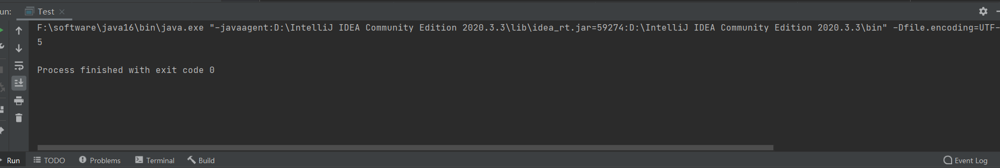 un: Test
F:\software\java16\bin\java.exe "-javaagent:D:\IntelliJ IDEA Community Edition 2020.3.3\lib\idea_rt.jar=59274:D:\IntelliJ IDEA Community Edition 2020.3.3\bin" -Dfile.encoding=UTF-
5
Process finished with exit code 0
Run TODO Problems Terminal Build Event Log